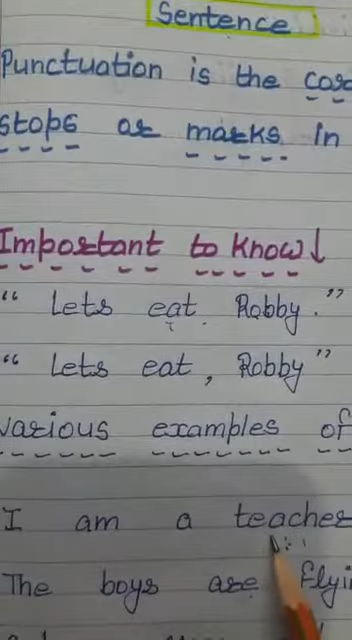 Sentence
Punctuation is the
stops or marks in
Important to know↓
“ Lets eat Robby.”
“ Lets eat, Robby”
various examples of
I am a teacher
The boys are